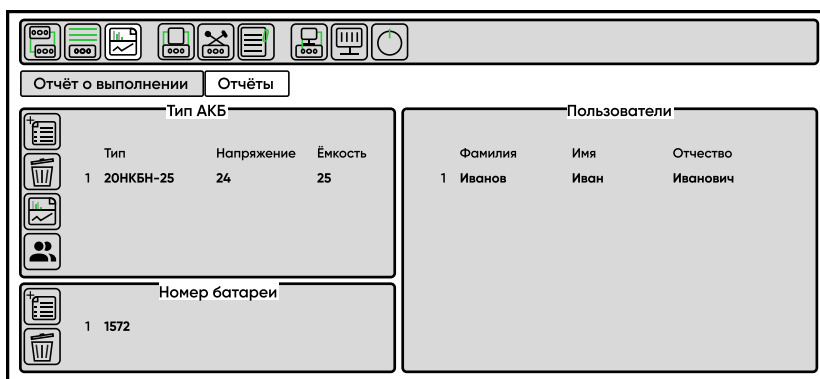 Отчёт о выполнении Отчёты
Тип АКБ
Тип Напряжение Ёмкость
1 20НКБН-25 24 25
Номер батареи
1 1572
Пользователи
Фамилия Имя Отчество
1 Иванов Иван Иванович